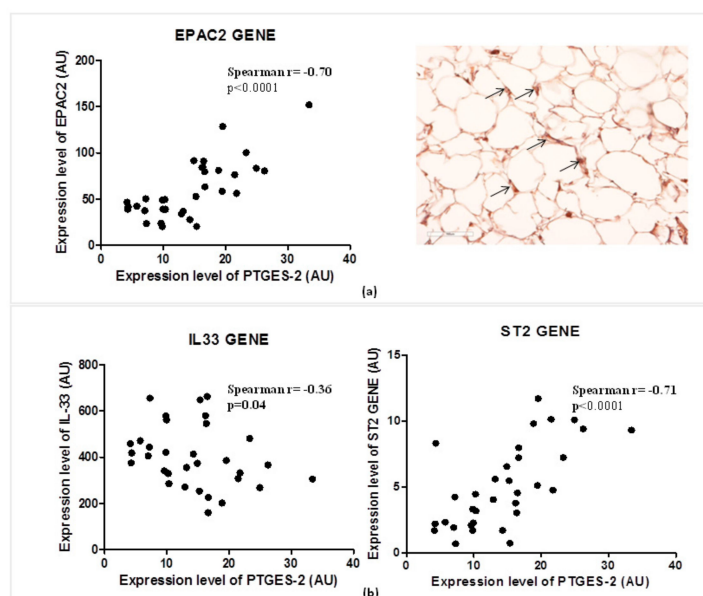 EPAC2 GENE
Spearman r= -0.70
p<0.0001
Expression level of EPAC2 (AU)
200
150
100
50
0
0 10 20 30 40
Expression level of PTGES-2 (AU)
(a)
IL33 GENE
Spearman r= -0.36
p=0.04
Expression level of IL-33 (AU)
800
600
400
200
0
0 10 20 30 40
Expression level of PTGES-2 (AU)
ST2 GENE
Spearman r= -0.71
p<0.0001
Expression level of ST2 GENE (AU)
15
10
5
0
0 10 20 30 40
Expression level of PTGES-2 (AU)
(b)